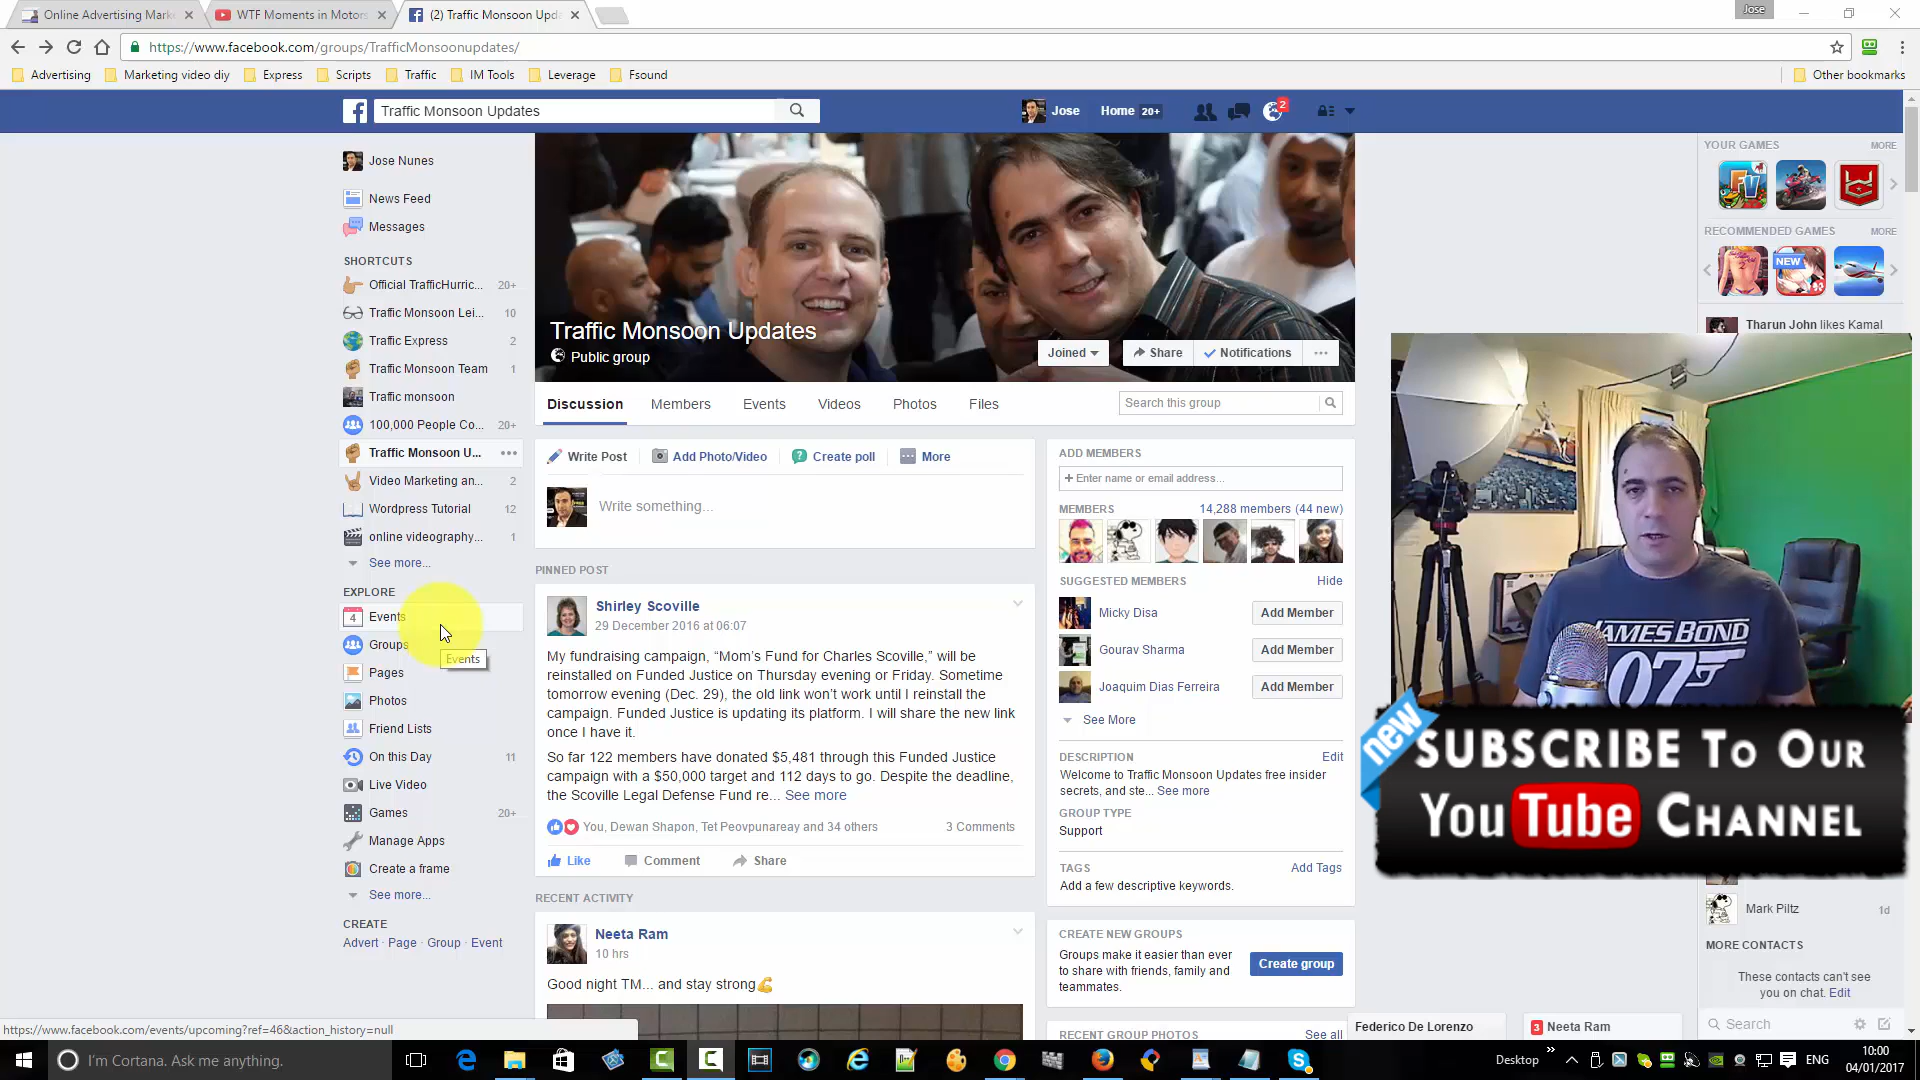 Online Advertising Mark
WTF Moments in Motors
(2) Traffic Monsoon Upd
Jose
https://www.facebook.com/groups/TrafficMonsoonupdates/
Advertising
Marketing video diy
Express
Scripts
Traffic
IM Tools
Leverage
Fsound
Other bookmarks
Traffic Monsoon Updates
Jose
Home 20+
2
Jose Nunes
News Feed
Messages
SHORTCUTS
Official TrafficHurric... 20+
Traffic Monsoon Lei... 10
Traffic Express 2
Traffic Monsoon Team 1
Traffic monsoon
100,000 People Co... 20+
Traffic Monsoon U...
Video Marketing an... 2
Wordpress Tutorial 12
online videography... 1
See more...
EXPLORE
4 Events
Groups
Events
Pages
Photos
Friend Lists
On this Day 11
Live Video
Games 20+
Manage Apps
Create a frame
See more...
CREATE
Advert · Page · Group · Event
Traffic Monsoon Updates
Public group
Joined
Share
Notifications
Discussion
Members
Events
Videos
Photos
Files
Search this group
Write Post
Add Photo/Video
Create poll
More
Write something...
PINNED POST
Shirley Scoville
29 December 2016 at 06:07
My fundraising campaign, “Mom’s Fund for Charles Scoville,” will be
reinstalled on Funded Justice on Thursday evening or Friday. Sometime
tomorrow evening (Dec. 29), the old link won’t work until I reinstall the
campaign. Funded Justice is updating its platform. I will share the new link
once I have it.
So far 122 members have donated $5,481 through this Funded Justice
campaign with a $50,000 target and 112 days to go. Despite the deadline,
the Scoville Legal Defense Fund re... See more
You, Dewan Shapon, Tet Peovpunareay and 34 others
3 Comments
Like
Comment
Share
RECENT ACTIVITY
Neeta Ram
10 hrs
Good night TM... and stay strong
ADD MEMBERS
+ Enter name or email address...
MEMBERS
14,288 members (44 new)
SUGGESTED MEMBERS
Hide
Micky Disa
Add Member
Gourav Sharma
Add Member
Joaquim Dias Ferreira
Add Member
See More
DESCRIPTION
Edit
Welcome to Traffic Monsoon Updates free insider
secrets, and ste... See more
GROUP TYPE
Support
TAGS
Add Tags
Add a few descriptive keywords.
CREATE NEW GROUPS
Groups make it easier than ever
to share with friends, family and
teammates.
Create group
RECENT GROUP PHOTOS
See all
YOUR GAMES
MORE
RECOMMENDED GAMES
MORE
NEW
Tharun John likes Kamal
JAMES BOND
007
new
SUBSCRIBE To Our
YouTube Channel
Mark Piltz 1d
MORE CONTACTS
These contacts can't see
you on chat. Edit
Search
Federico De Lorenzo
3 Neeta Ram
https://www.facebook.com/events/upcoming?ref=46&action_history=null
I'm Cortana. Ask me anything.
Desktop
ENG
10:00
04/01/2017